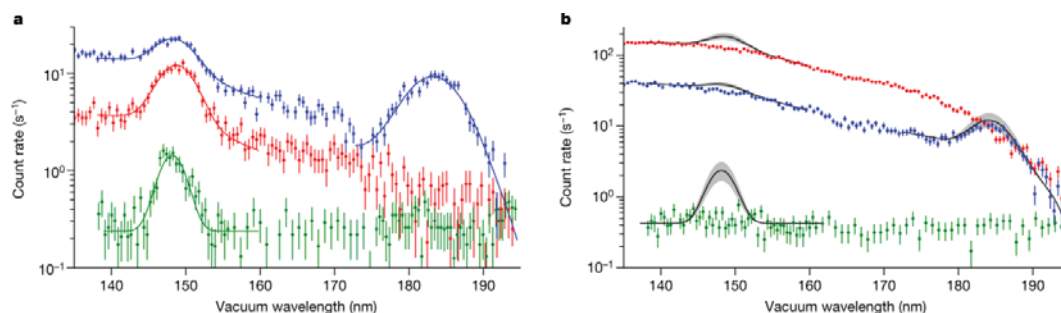 a
Count rate (s⁻¹)
10¹
10⁰
10⁻¹
140 150 160 170 180 190
Vacuum wavelength (nm)
b
Count rate (s⁻¹)
10²
10¹
10⁰
10⁻¹
140 150 160 170 180 190
Vacuum wavelength (nm)